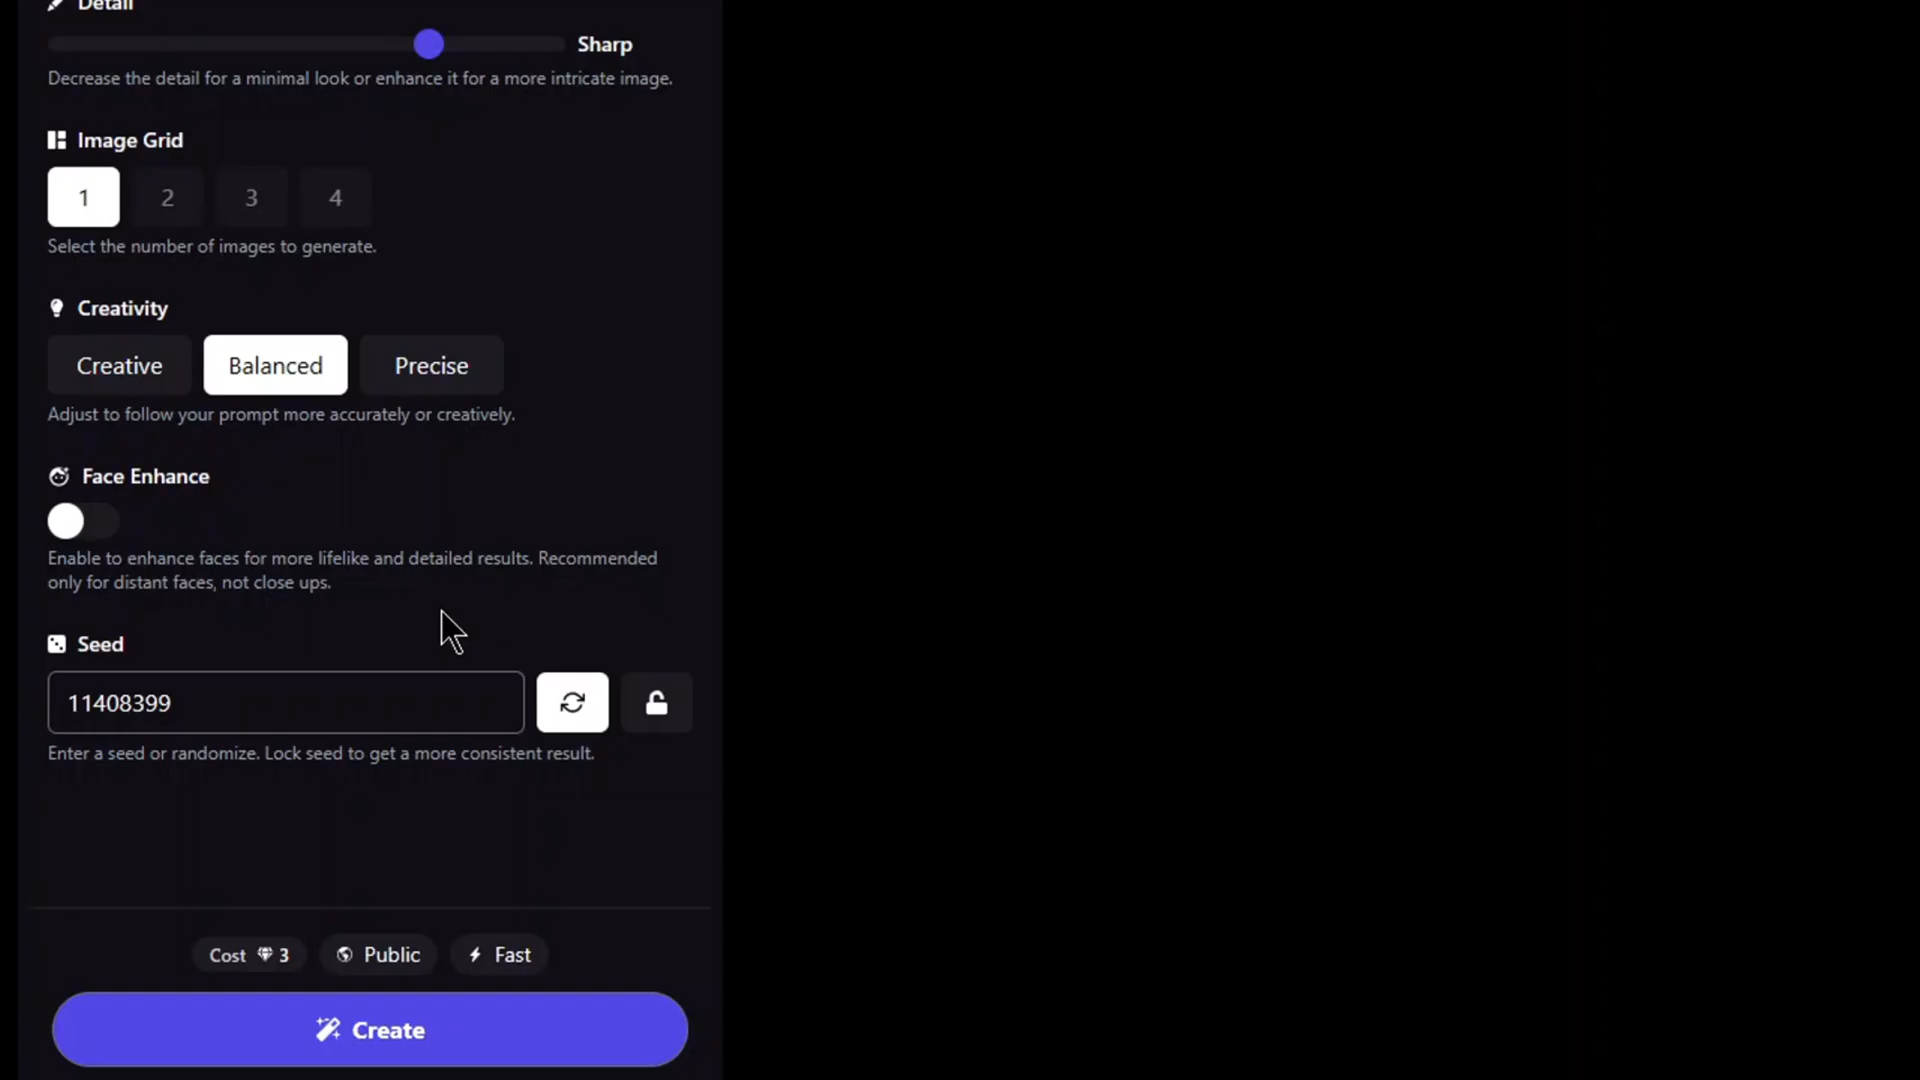 Detail
Sharp
Decrease the detail for a minimal look or enhance it for a more intricate image.
Image Grid
1 2 3 4
Select the number of images to generate.
Creativity
Creative Balanced Precise
Adjust to follow your prompt more accurately or creatively.
Face Enhance
Enable to enhance faces for more lifelike and detailed results. Recommended
only for distant faces, not close ups.
Seed
11408399
Enter a seed or randomize. Lock seed to get a more consistent result.
Cost 3 Public Fast
Create